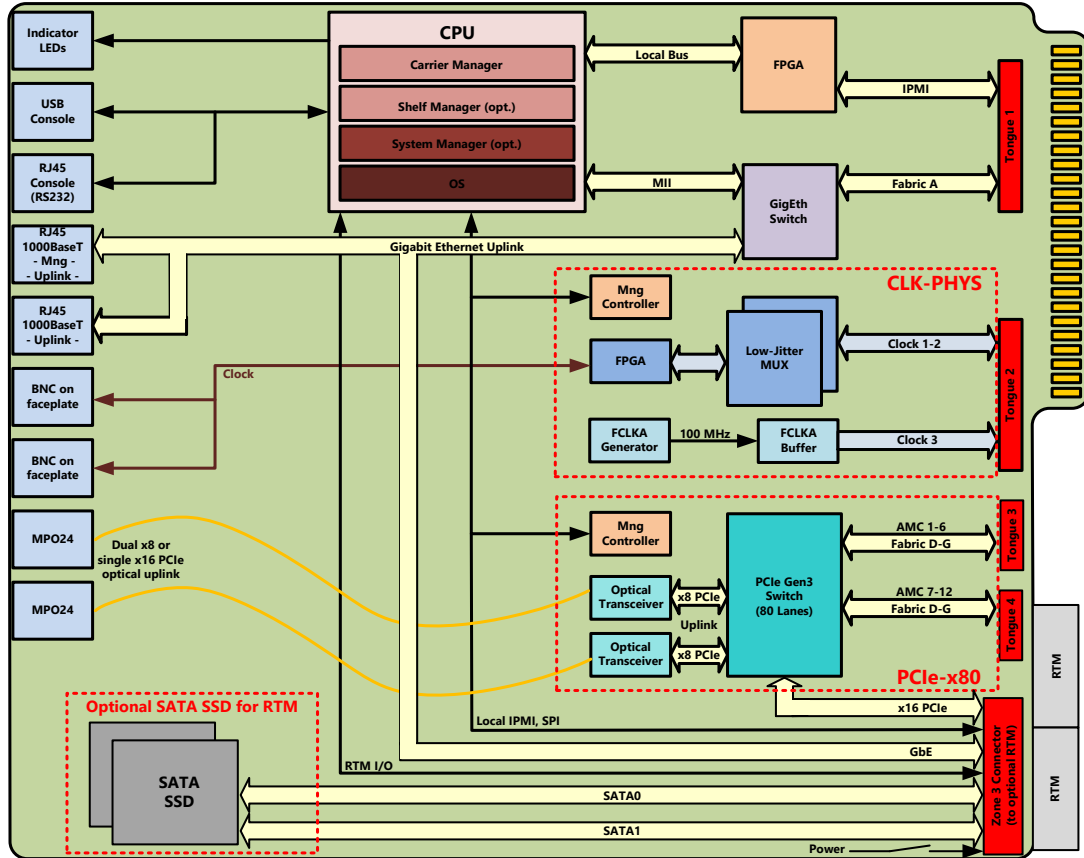 Indicator
LEDs
USB
Console
RJ45
Console
(RS232)
RJ45
1000BaseT
- Mng -
- Uplink -
RJ45
1000BaseT
- Uplink -
BNC on
faceplate
BNC on
faceplate
MPO24
MPO24
CPU
Carrier Manager
Shelf Manager (opt.)
System Manager (opt.)
OS
Local Bus
FPGA
IPMI
MII
GigEth
Switch
Fabric A
Tongue 1
Gigabit Ethernet Uplink
CLK-PHYS
Mng
Controller
Clock
FPGA
Low-Jitter
MUX
Clock 1-2
FCLKA
Generator
100 MHz
FCLKA
Buffer
Clock 3
Tongue 2
Dual x8 or
single x16 PCIe
optical uplink
Mng
Controller
Optical
Transceiver
x8 PCIe
Uplink
Optical
Transceiver
x8 PCIe
PCIe Gen3
Switch
(80 Lanes)
AMC 1-6
Fabric D-G
Tongue 3
AMC 7-12
Fabric D-G
Tongue 4
PCIe-x80
x16 PCIe
Optional SATA SSD for RTM
SATA
SSD
Local IPMI, SPI
GbE
RTM I/O
SATA0
SATA1
Power
Zone 3 Connector
(to optional RTM)
RTM
RTM